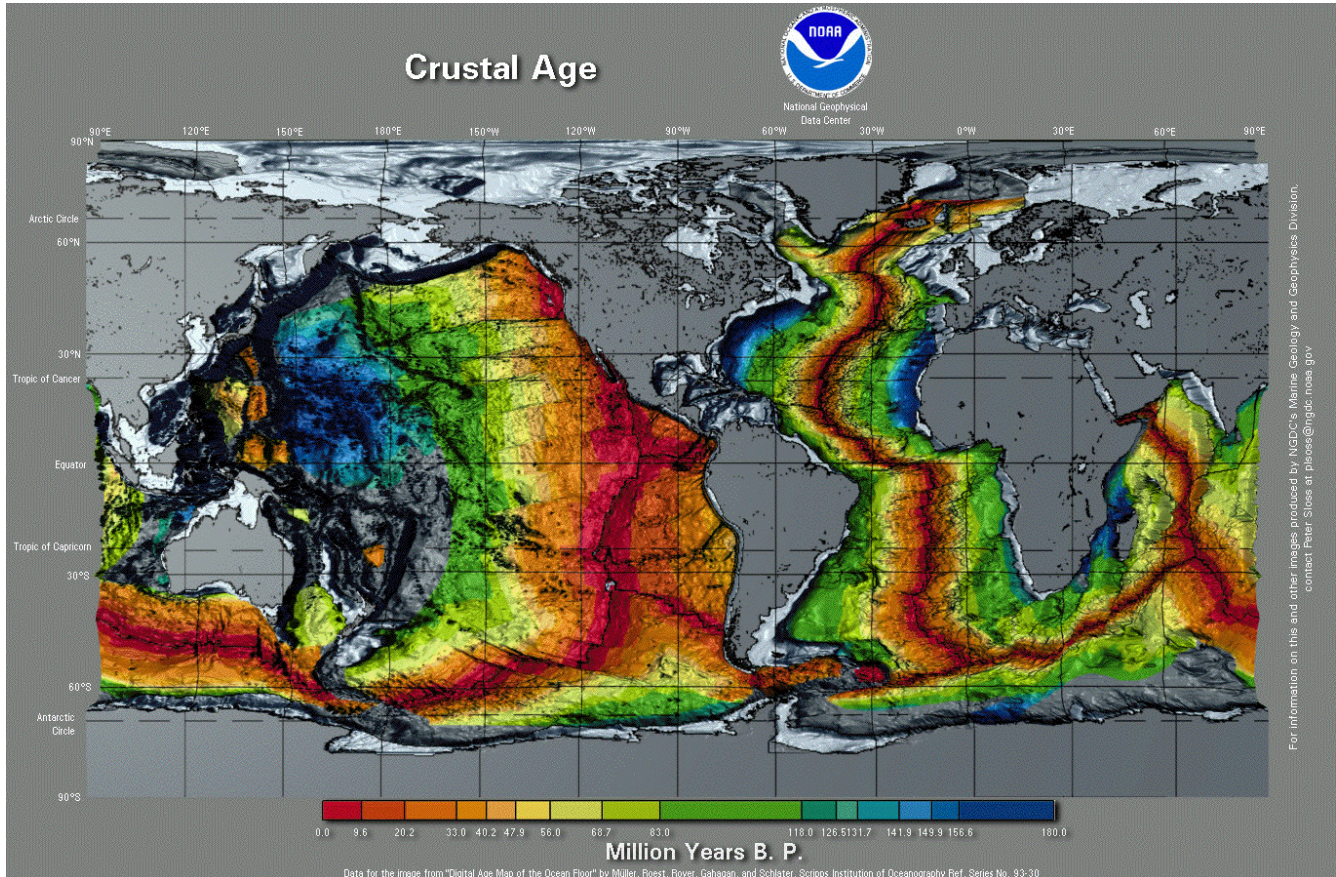 Crustal Age
NOAA
NATIONAL OCEANIC AND ATMOSPHERIC ADMINISTRATION
U.S. DEPARTMENT OF COMMERCE
National Geophysical
Data Center
90°E 120°E 150°E 180°E 150°W 120°W 90°W 60°W 30°W 0°W 30°E 60°E 90°E
90°N
Arctic Circle
60°N
30°N
Tropic of Cancer
Equator
Tropic of Capricorn
30°S
60°S
Antarctic
Circle
90°S
For information on this and other images produced by NGDC's Marine Geology and Geophysics Division,
contact Peter Sloss at plsoss@ngdc.noaa.gov
0.0 9.6 20.2 33.0 40.2 47.9 56.0 68.7 83.0 118.0 126.5 131.7 141.9 149.9 156.6 180.0
Million Years B. P.
Data for the image from "Digital Age Map of the Ocean Floor" by Müller, Roest, Royer, Gahagan, and Sclater, Scripps Institution of Oceanography Ref. Series No. 93-30